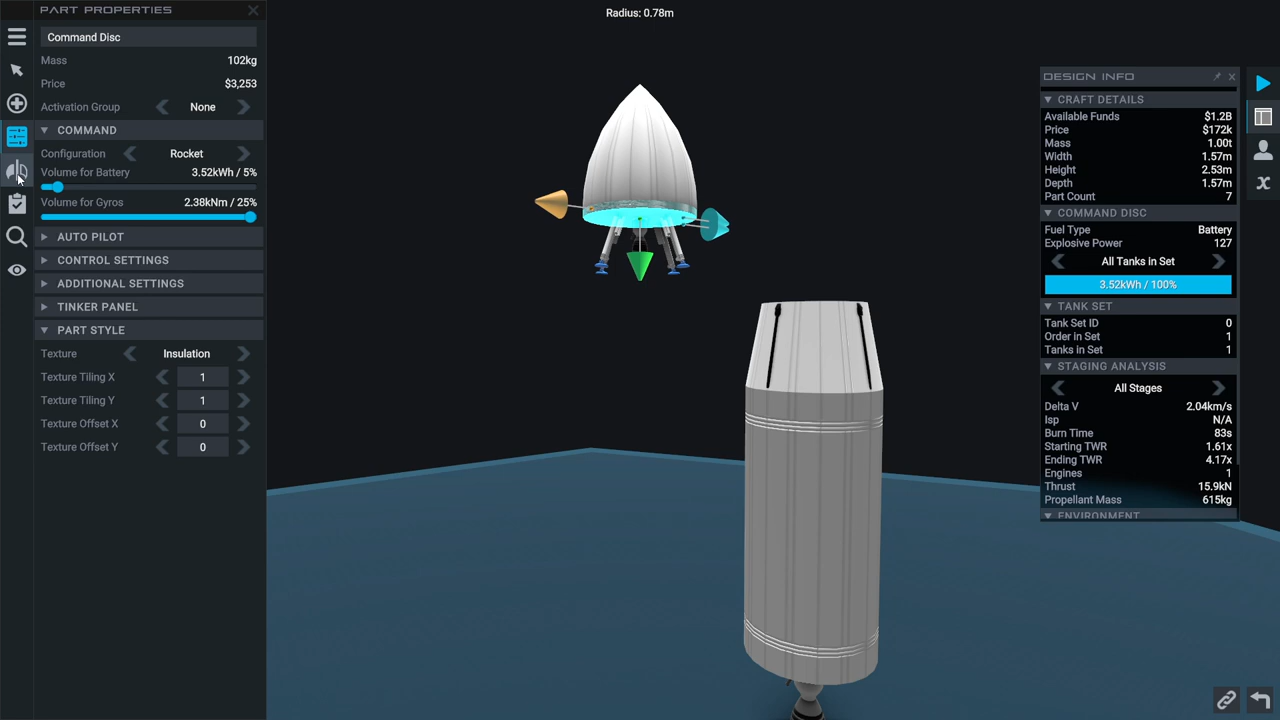 PART PROPERTIES
Radius: 0.78m
Command Disc
Mass 102kg
Price $3,253
Activation Group None
COMMAND
Configuration Rocket
Volume for Battery 3.52kWh / 5%
Volume for Gyros 2.38kNm / 25%
AUTO PILOT
CONTROL SETTINGS
ADDITIONAL SETTINGS
TINKER PANEL
PART STYLE
Texture Insulation
Texture Tiling X 1
Texture Tiling Y 1
Texture Offset X 0
Texture Offset Y 0
DESIGN INFO
CRAFT DETAILS
Available Funds $1.2B
Price $172k
Mass 1.00t
Width 1.57m
Height 2.53m
Depth 1.57m
Part Count 7
COMMAND DISC
Fuel Type Battery
Explosive Power 127
All Tanks in Set
3.52kWh / 100%
TANK SET
Tank Set ID 0
Order in Set 1
Tanks in Set 1
STAGING ANALYSIS
All Stages
Delta V 2.04km/s
Isp N/A
Burn Time 83s
Starting TWR 1.61x
Ending TWR 4.17x
Engines 1
Thrust 15.9kN
Propellant Mass 615kg
ENVIRONMENT